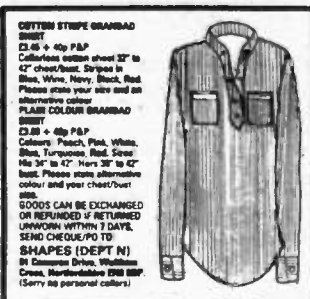 COTTON STRIPE GRANDAD
SHIRT
£3.45 + 40p P&P
Collarless cotton shirt 32" to
42" chest/bust. Stripes in
Blue, Wine, Navy, Black, Red.
Please state your size and an
alternative colour
PLAIN COLOUR GRANDAD
SHIRT
+ 40p P&P
Colours: Peach, Pink, White,
Blue, Turquoise, Red. Sizes
His 34" to 42" Hers 30" to 42"
bust. Please state alternative
colour and your chest/bust
size.
GOODS CAN BE EXCHANGED
OR REFUNDED IF RETURNED
UNWORN WITHIN 7 DAYS,
SEND CHEQUE/PO TO
SHAPES (DEPT N)
Drive, Waltham
Cross, Hertfordshire
(Sorry no personal callers)